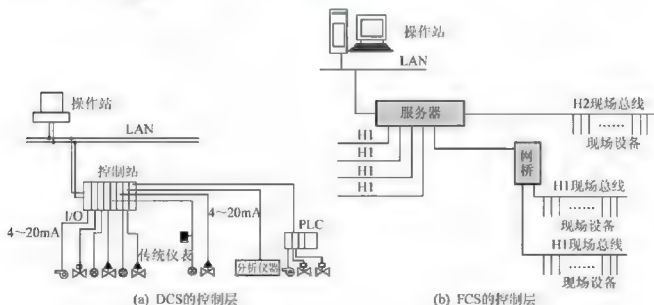 操作站
LAN
控制站
I/O
4~20mA
传统仪表
4~20mA
分析仪器
PLC
(a) DCS的控制层
操作站
LAN
服务器
H2现场总线
……
现场设备
H1
H1
H1
H1
网桥
H1现场总线
……
现场设备
H1现场总线
……
现场设备
(b) FCS的控制层